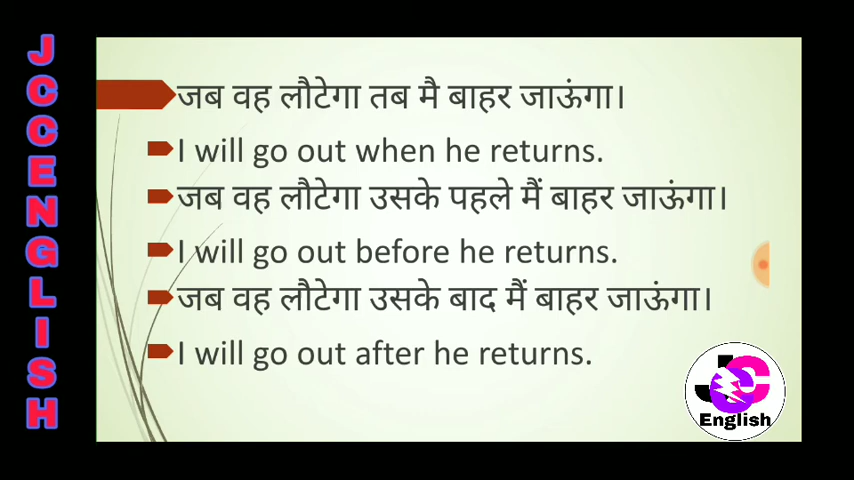 JCCENGLISH
जब वह लौटेगा तब मै बाहर जाऊंगा।
I will go out when he returns.
जब वह लौटेगा उसके पहले मैं बाहर जाऊंगा।
I will go out before he returns.
जब वह लौटेगा उसके बाद मैं बाहर जाऊंगा।
I will go out after he returns.
JCC
English